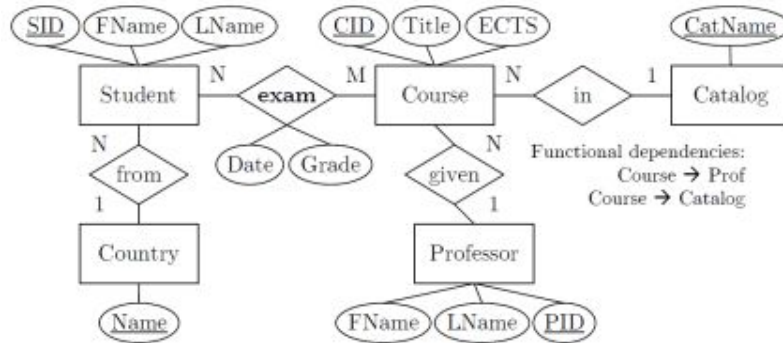 SID FName LName CID Title ECTS CatName
Student N exam M Course N in 1 Catalog
N Date Grade N Functional dependencies:
from given Course → Prof
1 1 Course → Catalog
Country Professor
Name FName LName PID